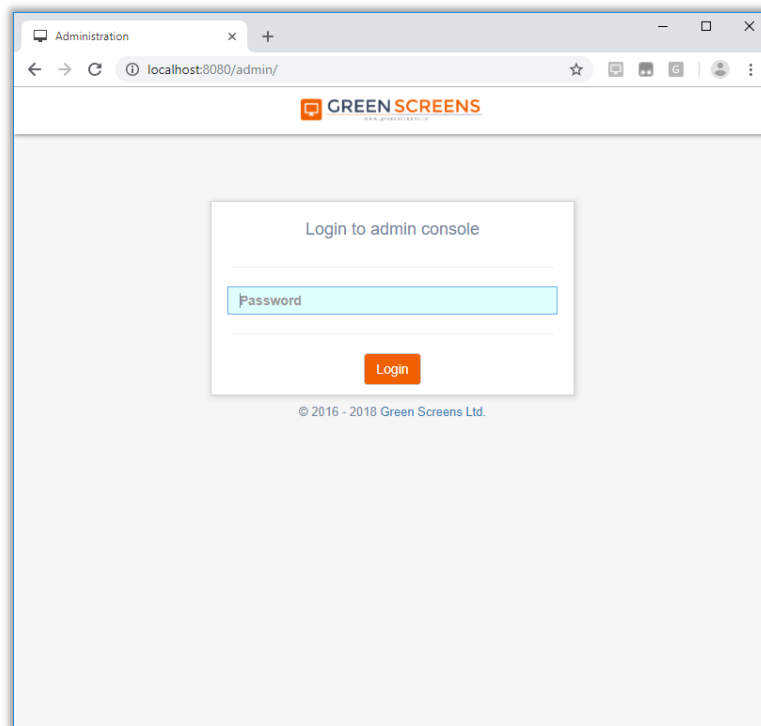 Administration
localhost:8080/admin/
G
GREEN SCREENS
Login to admin console
Password
Login
© 2016 - 2018 Green Screens Ltd.